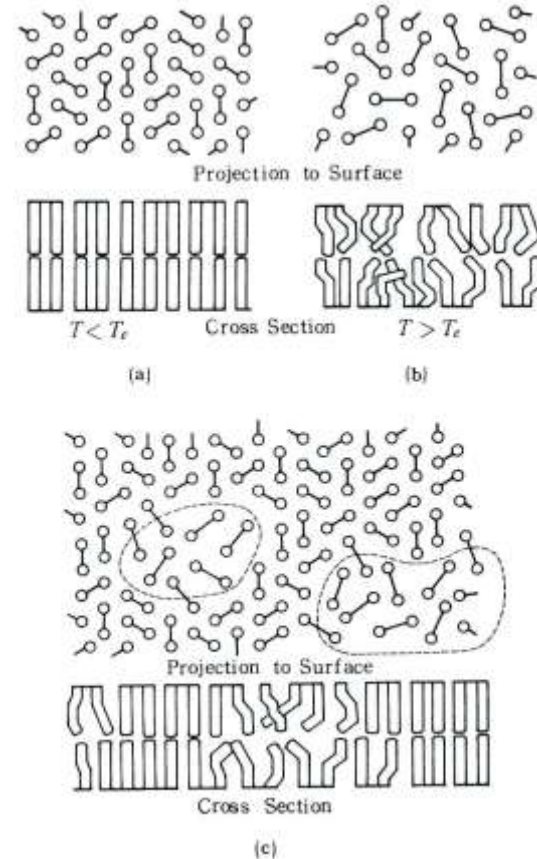 Projection to Surface
T < Tc
Cross Section
T > Tc
(a)
(b)
Projection to Surface
Cross Section
(c)